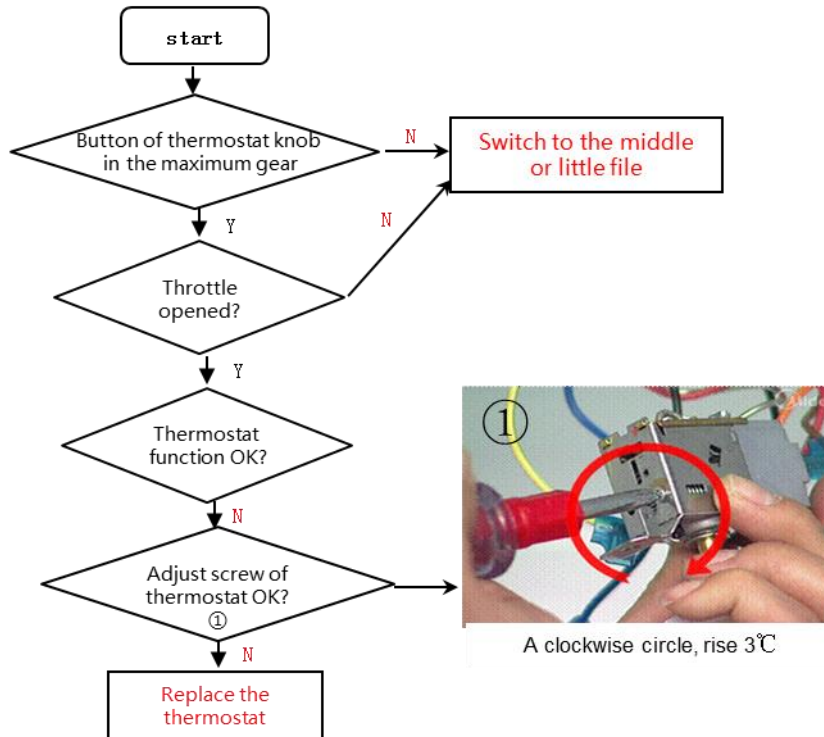 start
Button of thermostat knob
in the maximum gear
N
Switch to the middle
or little file
Y
N
Throttle
opened?
Y
Thermostat
function OK?
①
N
Adjust screw of
thermostat OK?
①
A clockwise circle, rise 3℃
N
Replace the
thermostat